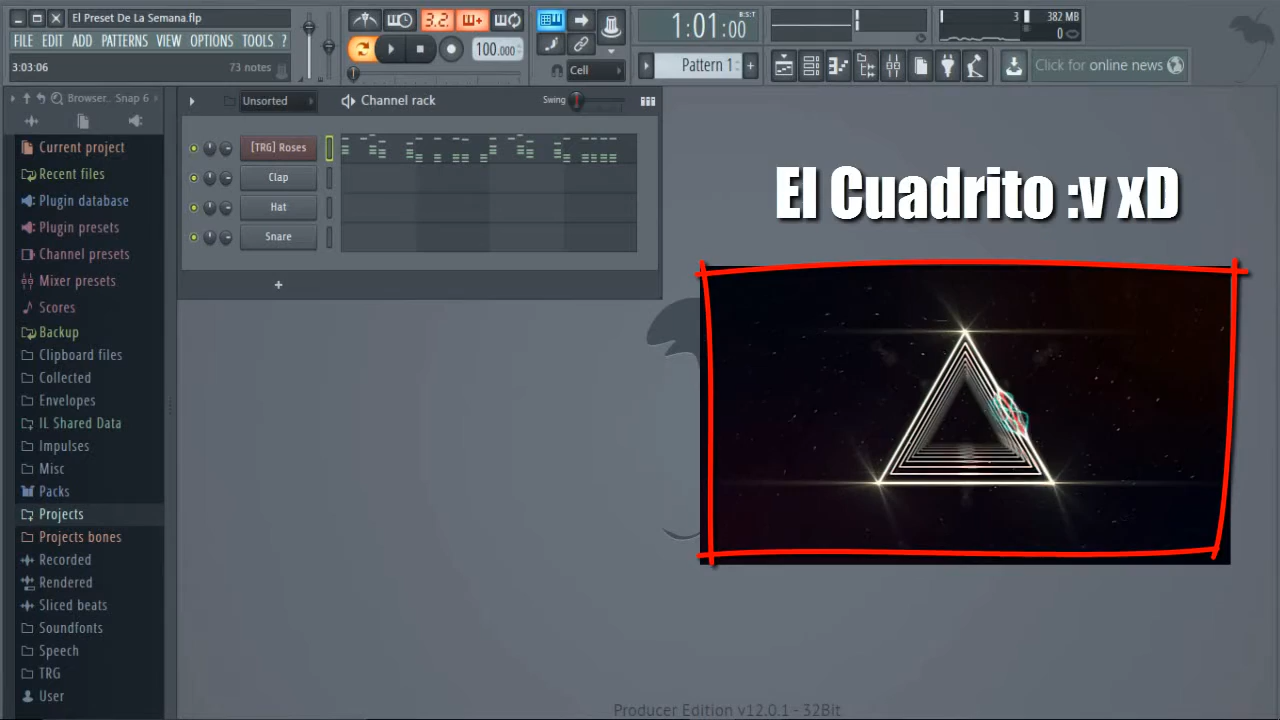 El Preset De La Semana.flp
FILE EDIT ADD PATTERNS VIEW OPTIONS TOOLS ?
3:03:06 73 notes
3.2
100.000
Cell
1:01:00
B:S:T
Pattern 1
3 382 MB
0
Click for online news
Browser.. Snap 6
Current project
Recent files
Plugin database
Plugin presets
Channel presets
Mixer presets
Scores
Backup
Clipboard files
Collected
Envelopes
IL Shared Data
Impulses
Misc
Packs
Projects
Projects bones
Recorded
Rendered
Sliced beats
Soundfonts
Speech
TRG
User
Unsorted Channel rack Swing
[TRG] Roses
Clap
Hat
Snare
+
El Cuadrito :v xD
Producer Edition v12.0.1 - 32Bit